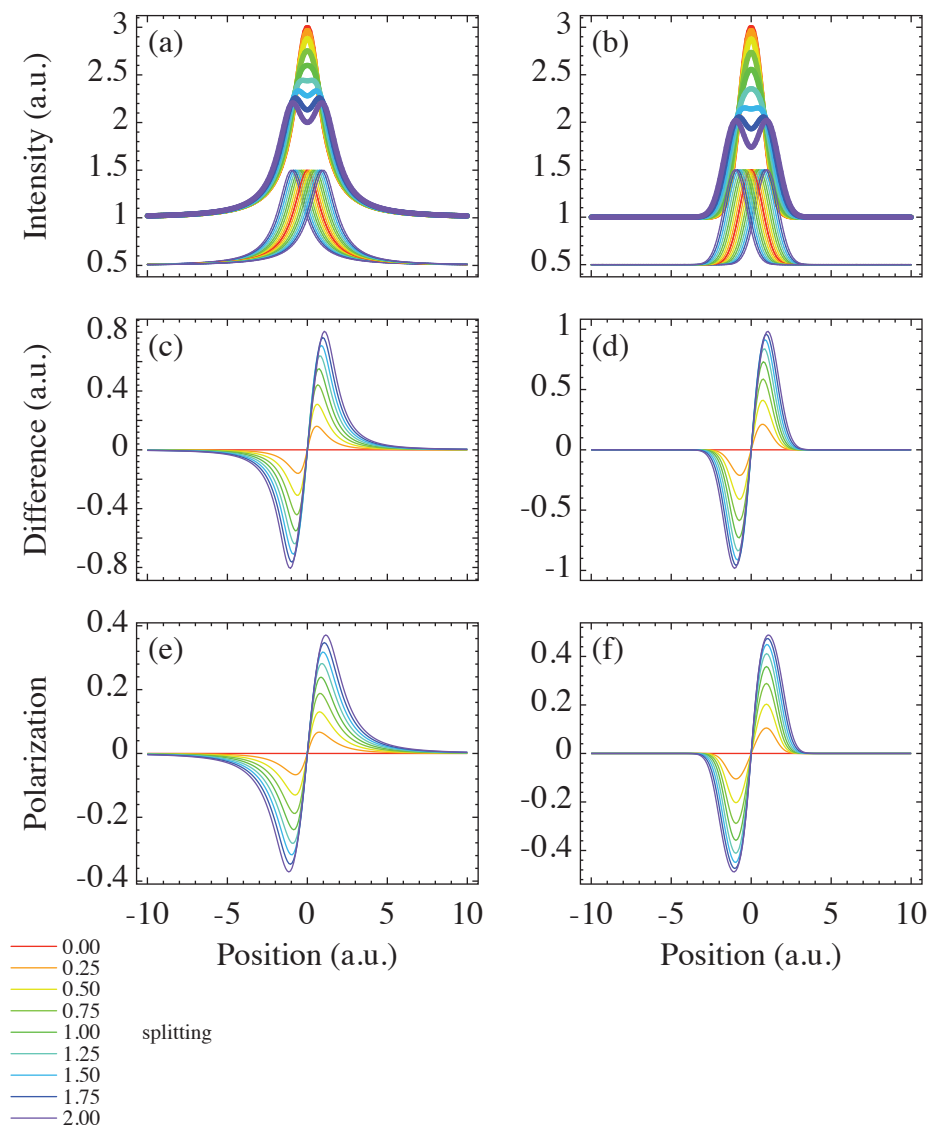 (a)
3
2.5
2
1.5
1
0.5
Intensity (a.u.)
(b)
3
2.5
2
1.5
1
0.5
(c)
0.8
0.4
0
-0.4
-0.8
Difference (a.u.)
(d)
1
0.5
0
-0.5
-1
(e)
0.4
0.2
0
-0.2
-0.4
Polarization
(f)
0.4
0.2
0
-0.2
-0.4
-10 -5 0 5 10
Position (a.u.)
-10 -5 0 5 10
Position (a.u.)
0.00
0.25
0.50
0.75
1.00
1.25
1.50
1.75
2.00
splitting